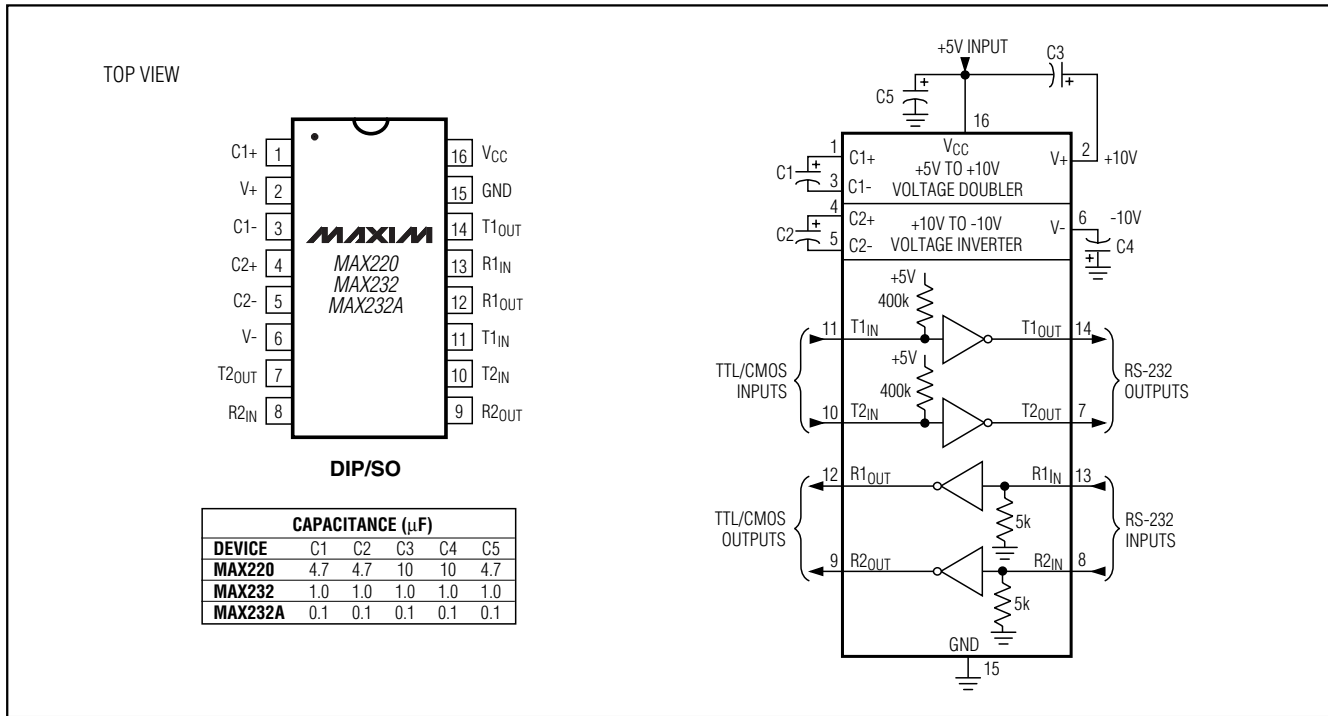 TOP VIEW
C1+ 1
V+ 2
C1- 3
C2+ 4
C2- 5
V- 6
T2OUT 7
R2IN 8
16 VCC
15 GND
14 T1OUT
13 R1IN
12 R1OUT
11 T1IN
10 T2IN
9 R2OUT
MAXIM
MAX220
MAX232
MAX232A
DIP/SO
CAPACITANCE (µF)
DEVICE C1 C2 C3 C4 C5
MAX220 4.7 4.7 10 10 4.7
MAX232 1.0 1.0 1.0 1.0 1.0
MAX232A 0.1 0.1 0.1 0.1 0.1
+5V INPUT
C3
+
+
C5
16
1
C1+
VCC
V+
2
+10V
C1
+
+5V TO +10V
VOLTAGE DOUBLER
3
C1-
4
C2+
C2
+
+10V TO -10V
VOLTAGE INVERTER
5
C2-
V-
6
-10V
C4
+
+5V
400k
11
T1IN
T1OUT
14
+5V
400k
TTL/CMOS
INPUTS
RS-232
OUTPUTS
10
T2IN
T2OUT
7
12
R1OUT
R1IN
13
5k
TTL/CMOS
OUTPUTS
RS-232
INPUTS
9
R2OUT
R2IN
8
5k
GND
15